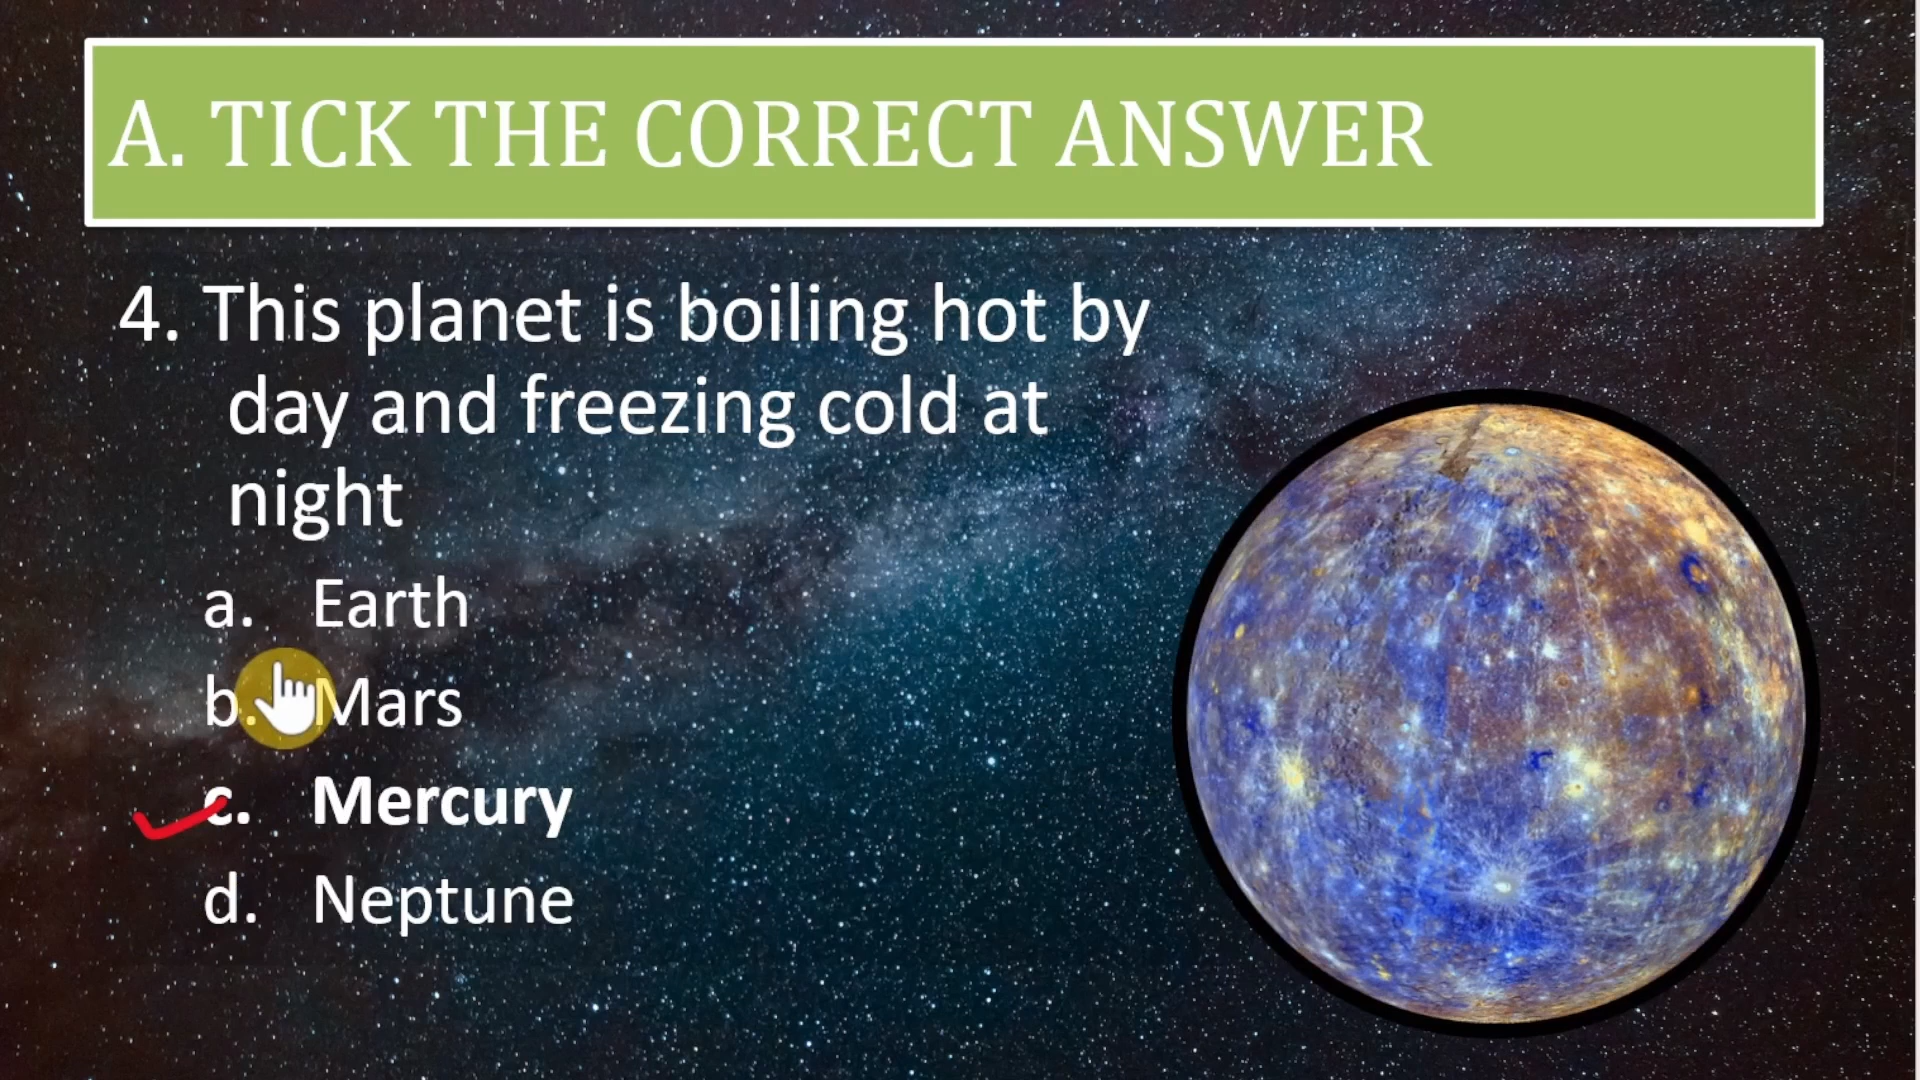 A. TICK THE CORRECT ANSWER
4. This planet is boiling hot by
day and freezing cold at
night
a. Earth
b. Mars
c. Mercury
d. Neptune